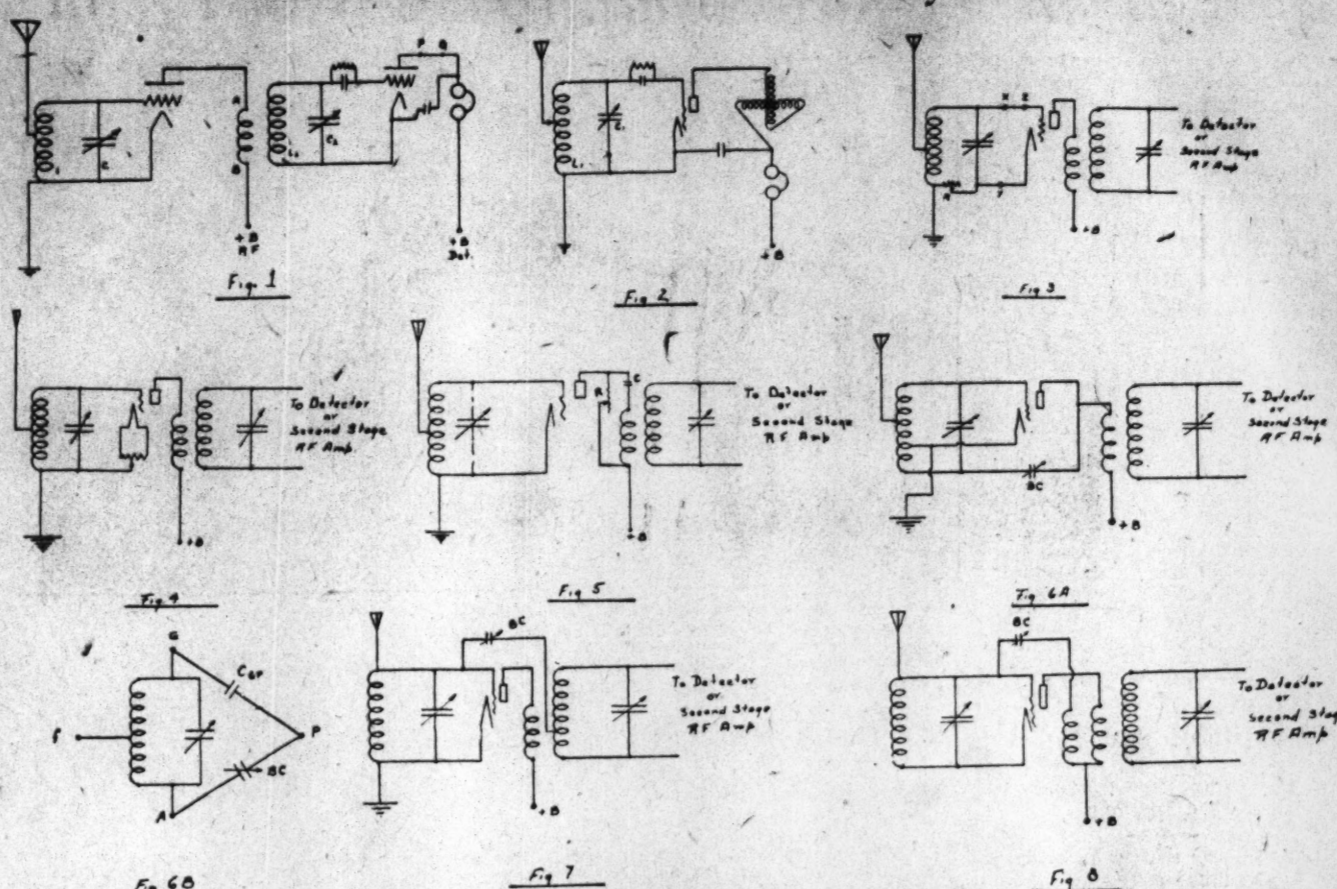 P Q
A
B
L₂
C₂
C
+B
RF
+B
Det.
Fig. 1
L₁
C₁
+B
Fig 2
X Z
R
Y
+B
To Detector
or
Second Stage
RF Amp
Fig 3
+B
To Detector
or
Second Stage
RF Amp
Fig 4
R
C
+B
To Detector
or
Second Stage
RF Amp
Fig 5
BC
+B
To Detector
or
Second Stage
RF Amp
Fig 6A
G
C GP
F
P
BC
A
Fig 6B
BC
+B
To Detector
or
Second Stage
RF Amp
Fig 7
BC
+B
To Detector
or
Second Stage
RF Amp
Fig 8